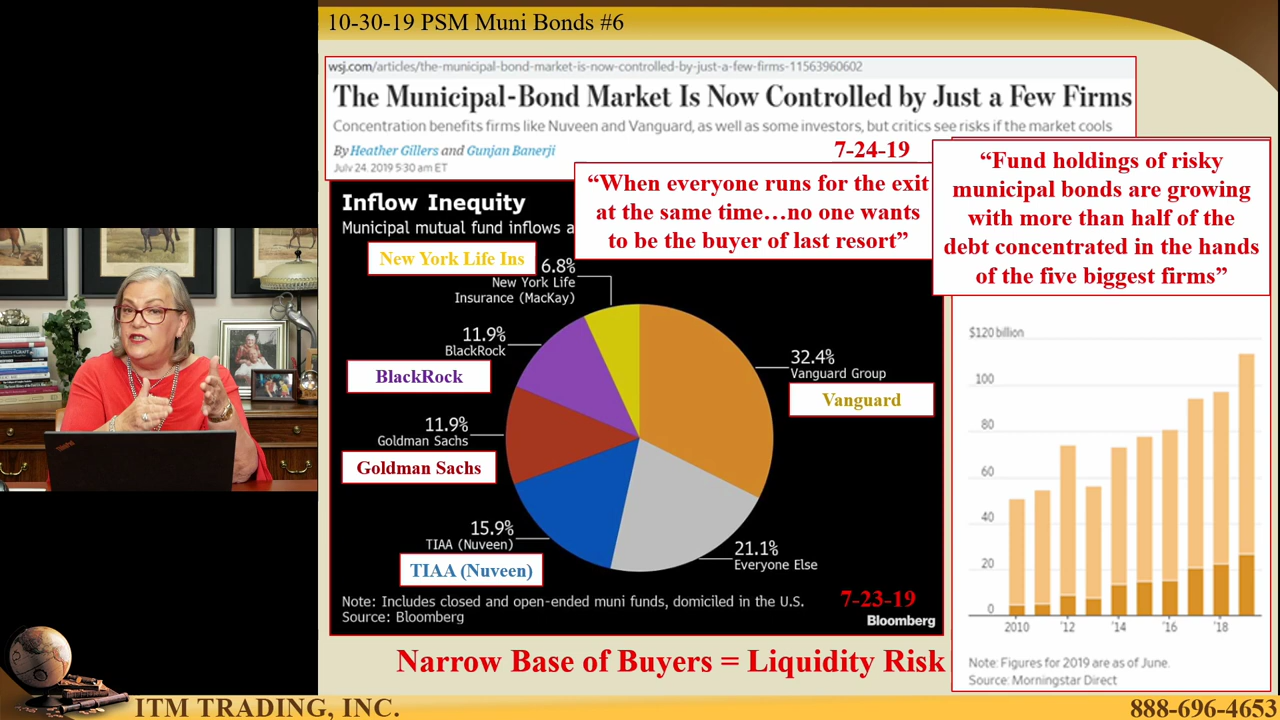 10-30-19 PSM Muni Bonds #6
wsj.com/articles/the-municipal-bond-market-is-now-controlled-by-just-a-few-firms-11563960602
The Municipal-Bond Market Is Now Controlled by Just a Few Firms
Concentration benefits firms like Nuveen and Vanguard, as well as some investors, but critics see risks if the market cools
By Heather Gillers and Gunjan Banerji
July 24, 2019 5:30 am ET
7-24-19
“When everyone runs for the exit
at the same time…no one wants
to be the buyer of last resort”
“Fund holdings of risky
municipal bonds are growing
with more than half of the
debt concentrated in the hands
of the five biggest firms”
Inflow Inequity
Municipal mutual fund inflows a
New York Life Ins
6.8%
New York Life
Insurance (MacKay)
11.9%
BlackRock
BlackRock
11.9%
Goldman Sachs
Goldman Sachs
15.9%
TIAA (Nuveen)
TIAA (Nuveen)
32.4%
Vanguard Group
Vanguard
21.1%
Everyone Else
Note: Includes closed and open-ended muni funds, domiciled in the U.S.
Source: Bloomberg
7-23-19
Bloomberg
$120 billion
100
80
60
40
20
0
2010 '12 '14 '16 '18
Note: Figures for 2019 are as of June.
Source: Morningstar Direct
Narrow Base of Buyers = Liquidity Risk
ITM TRADING, INC.
888-696-4653